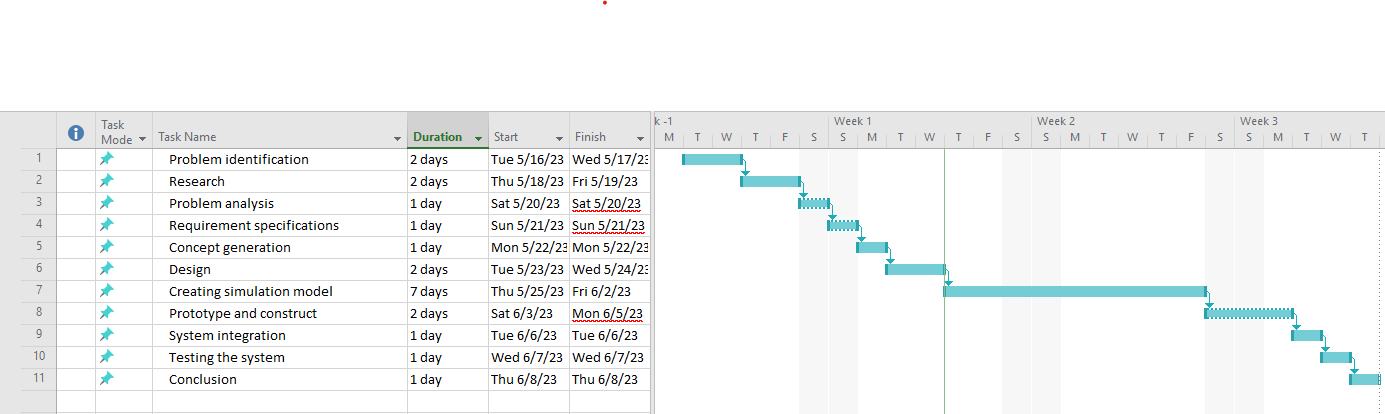 k -1 Week 1 Week 2 Week 3
Task Mode Task Name Duration Start Finish M T W T F S S M T W T F S S M T W T F S S M T W T
1 Problem identification 2 days Tue 5/16/23 Wed 5/17/23
2 Research 2 days Thu 5/18/23 Fri 5/19/23
3 Problem analysis 1 day Sat 5/20/23 Sat 5/20/23
4 Requirement specifications 1 day Sun 5/21/23 Sun 5/21/23
5 Concept generation 1 day Mon 5/22/23 Mon 5/22/23
6 Design 2 days Tue 5/23/23 Wed 5/24/23
7 Creating simulation model 7 days Thu 5/25/23 Fri 6/2/23
8 Prototype and construct 2 days Sat 6/3/23 Mon 6/5/23
9 System integration 1 day Tue 6/6/23 Tue 6/6/23
10 Testing the system 1 day Wed 6/7/23 Wed 6/7/23
11 Conclusion 1 day Thu 6/8/23 Thu 6/8/23